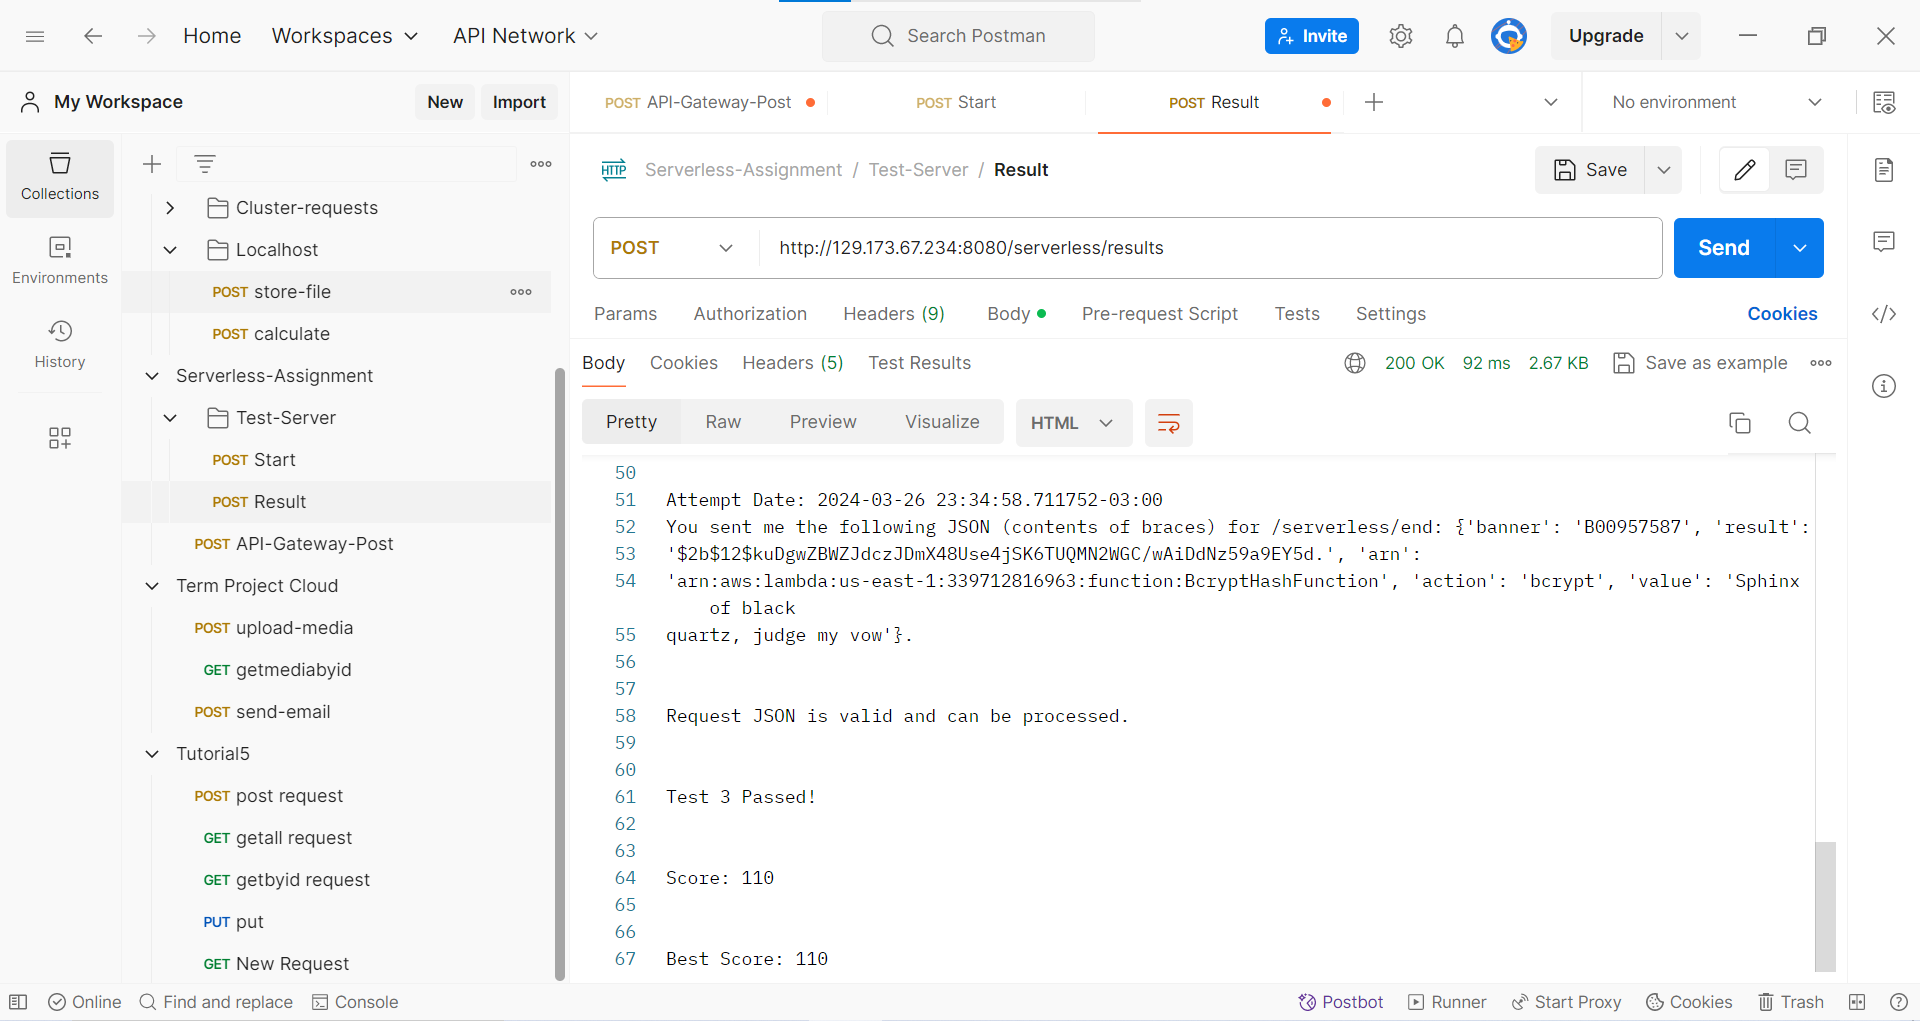 Home Workspaces API Network Search Postman Invite Upgrade
My Workspace New Import
POST API-Gateway-Post POST Start POST Result No environment
Collections
Environments
History
Cluster-requests
Localhost
POST store-file
POST calculate
Serverless-Assignment
Test-Server
POST Start
POST Result
POST API-Gateway-Post
Term Project Cloud
POST upload-media
GET getmediabyid
POST send-email
Tutorial5
POST post request
GET getall request
GET getbyid request
PUT put
GET New Request
HTTP Serverless-Assignment / Test-Server / Result Save
POST http://129.173.67.234:8080/serverless/results Send
Params Authorization Headers (9) Body Pre-request Script Tests Settings Cookies
Body Cookies Headers (5) Test Results 200 OK 92 ms 2.67 KB Save as example
Pretty Raw Preview Visualize HTML
50
51 Attempt Date: 2024-03-26 23:34:58.711752-03:00
52 You sent me the following JSON (contents of braces) for /serverless/end: {'banner': 'B00957587', 'result':
53 '$2b$12$kuDgwZBWZJdczJDmX48Use4jSK6TUQMN2WGC/wAiDdNz59a9EY5d.', 'arn':
54 'arn:aws:lambda:us-east-1:339712816963:function:BcryptHashFunction', 'action': 'bcrypt', 'value': 'Sphinx
of black
55 quartz, judge my vow'}.
56
57
58 Request JSON is valid and can be processed.
59
60
61 Test 3 Passed!
62
63
64 Score: 110
65
66
67 Best Score: 110
Online Find and replace Console Postbot Runner Start Proxy Cookies Trash